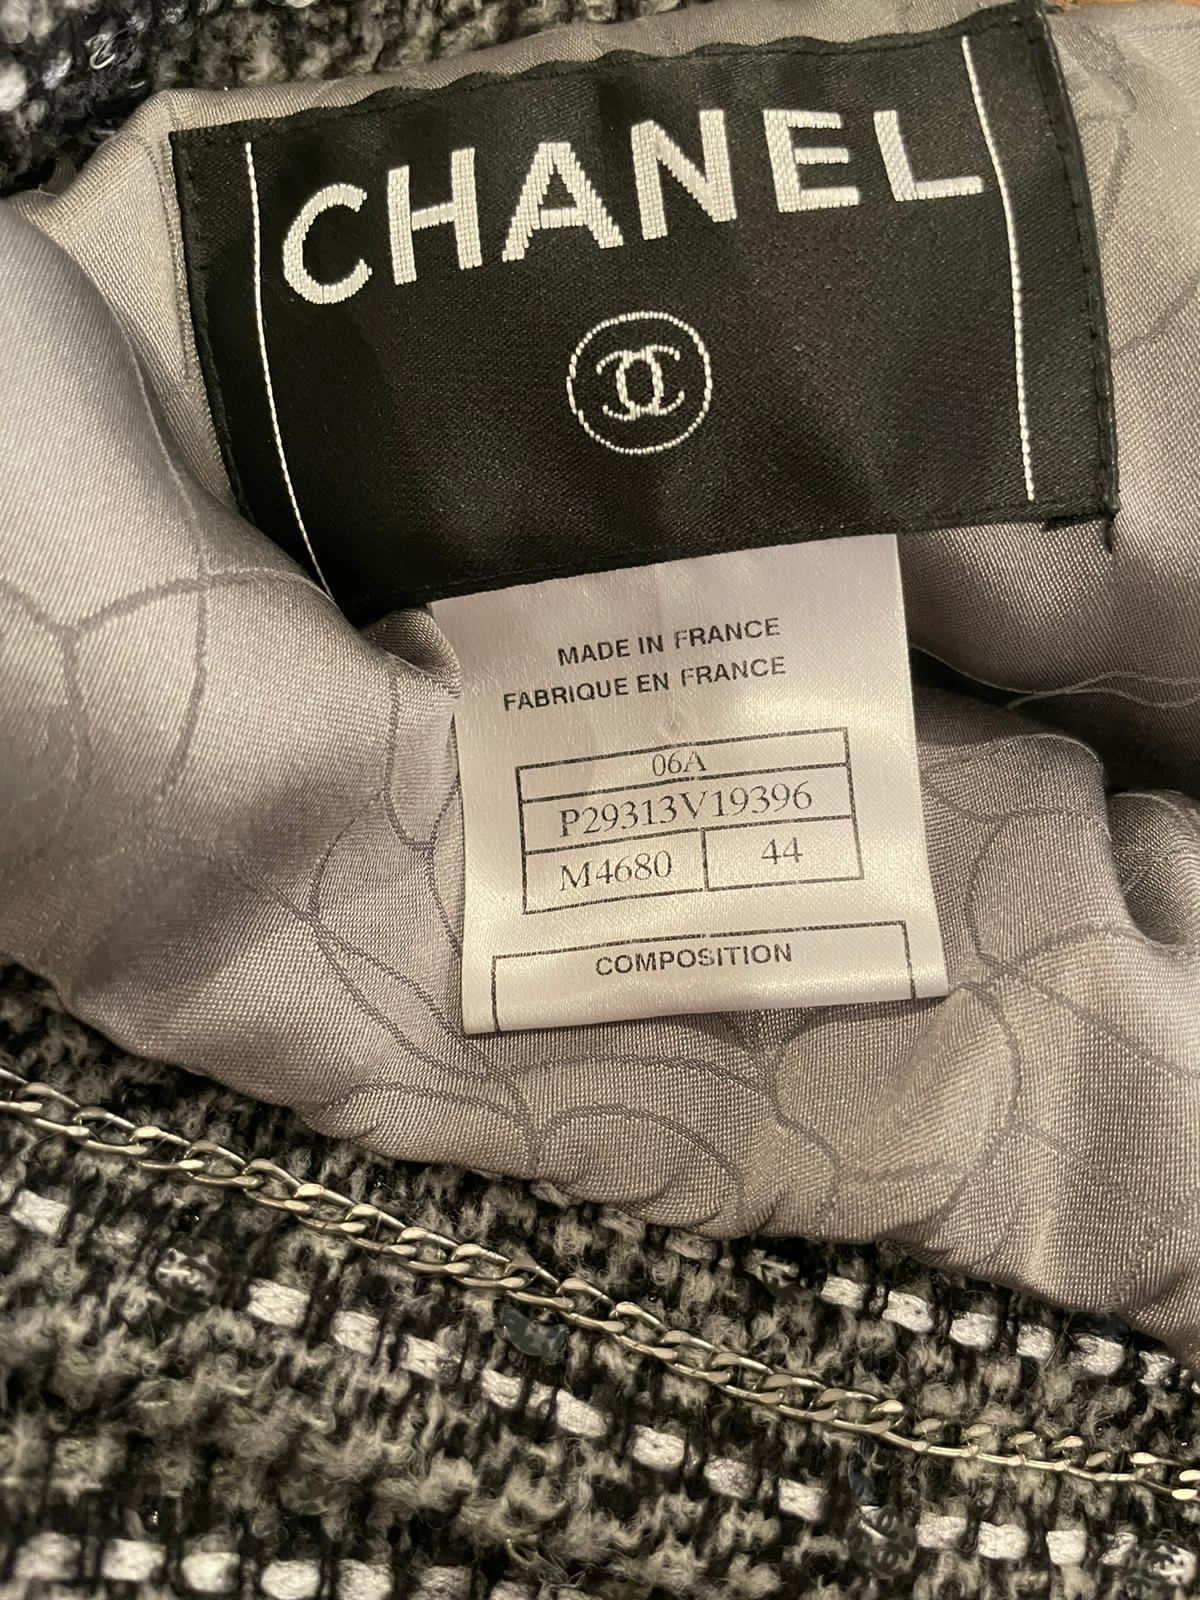 CHANEL
MADE IN FRANCE
FABRIQUE EN FRANCE
06A
P29313V19396
M4680 44
COMPOSITION